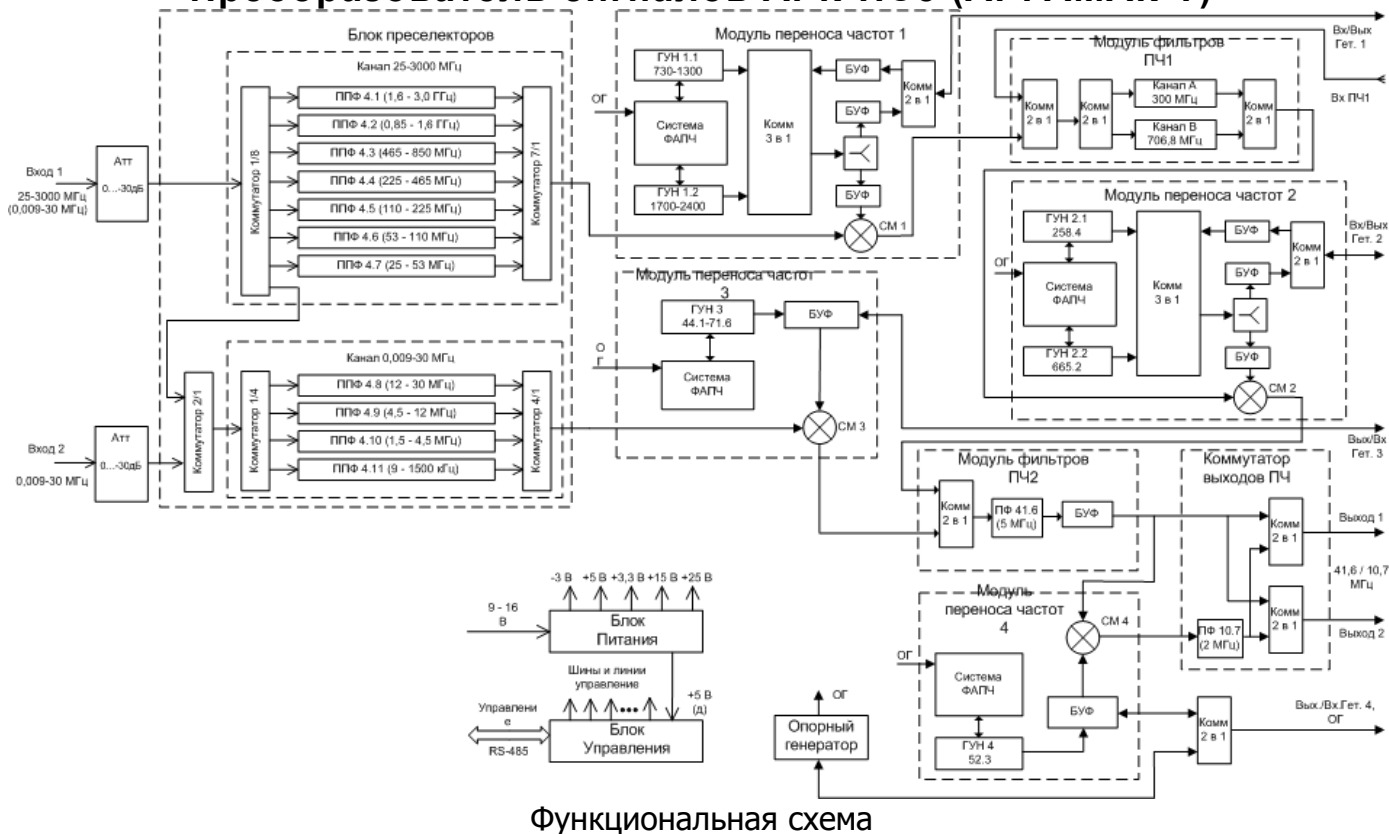 Блок преселекторов
Канал 25-3000 МГц
Коммутатор 1/8
ППФ 4.1 (1,6 - 3,0 ГГц)
ППФ 4.2 (0,85 - 1,6 ГГц)
ППФ 4.3 (465 - 850 МГц)
ППФ 4.4 (225 - 465 МГц)
ППФ 4.5 (110 - 225 МГц)
ППФ 4.6 (53 - 110 МГц)
ППФ 4.7 (25 - 53 МГц)
Коммутатор 7/1
Вход 1
25-3000 МГц
(0,009-30 МГц)
Атт
0...-30дБ
Канал 0,009-30 МГц
Коммутатор 2/1
Коммутатор 1/4
ППФ 4.8 (12 - 30 МГц)
ППФ 4.9 (4,5 - 12 МГц)
ППФ 4.10 (1,5 - 4,5 МГц)
ППФ 4.11 (9 - 1500 кГц)
Коммутатор 4/1
Вход 2
0,009-30 МГц
Атт
0...-30дБ
Модуль переноса частот 1
ГУН 1.1
730-1300
ОГ
Система
ФАПЧ
ГУН 1.2
1700-2400
Комм
3 в 1
БУФ
БУФ
БУФ
Комм
2 в 1
СМ 1
Вх/Вых
Гет. 1
Модуль фильтров
ПЧ1
Комм
2 в 1
Комм
2 в 1
Канал А
300 МГц
Канал В
706,8 МГц
Комм
2 в 1
Вх ПЧ1
Модуль переноса частот 2
ГУН 2.1
258.4
ОГ
Система
ФАПЧ
ГУН 2.2
665.2
Комм
3 в 1
БУФ
БУФ
БУФ
Комм
2 в 1
СМ 2
Вх/Вых
Гет. 2
Модуль переноса частот
3
ГУН 3
44.1-71.6
БУФ
О
Г
Система
ФАПЧ
СМ 3
Вых/Вх
Гет. 3
Модуль фильтров
ПЧ2
Комм
2 в 1
ПФ 41.6
(5 МГц)
БУФ
Коммутатор
выходов ПЧ
Комм
2 в 1
Комм
2 в 1
ПФ 10.7
(2 МГц)
Выход 1
41,6 / 10,7
МГц
Выход 2
Модуль
переноса частот
4
СМ 4
ОГ
Система
ФАПЧ
БУФ
ГУН 4
52.3
Комм
2 в 1
Вых./Вх.Гет. 4,
ОГ
ОГ
Опорный
генератор
-3 В +5 В +3,3 В +15 В +25 В
9 - 16
В
Блок
Питания
Шины и линии
управление
+5 В
(д)
Управлени
е
RS-485
Блок
Управления
Функциональная схема